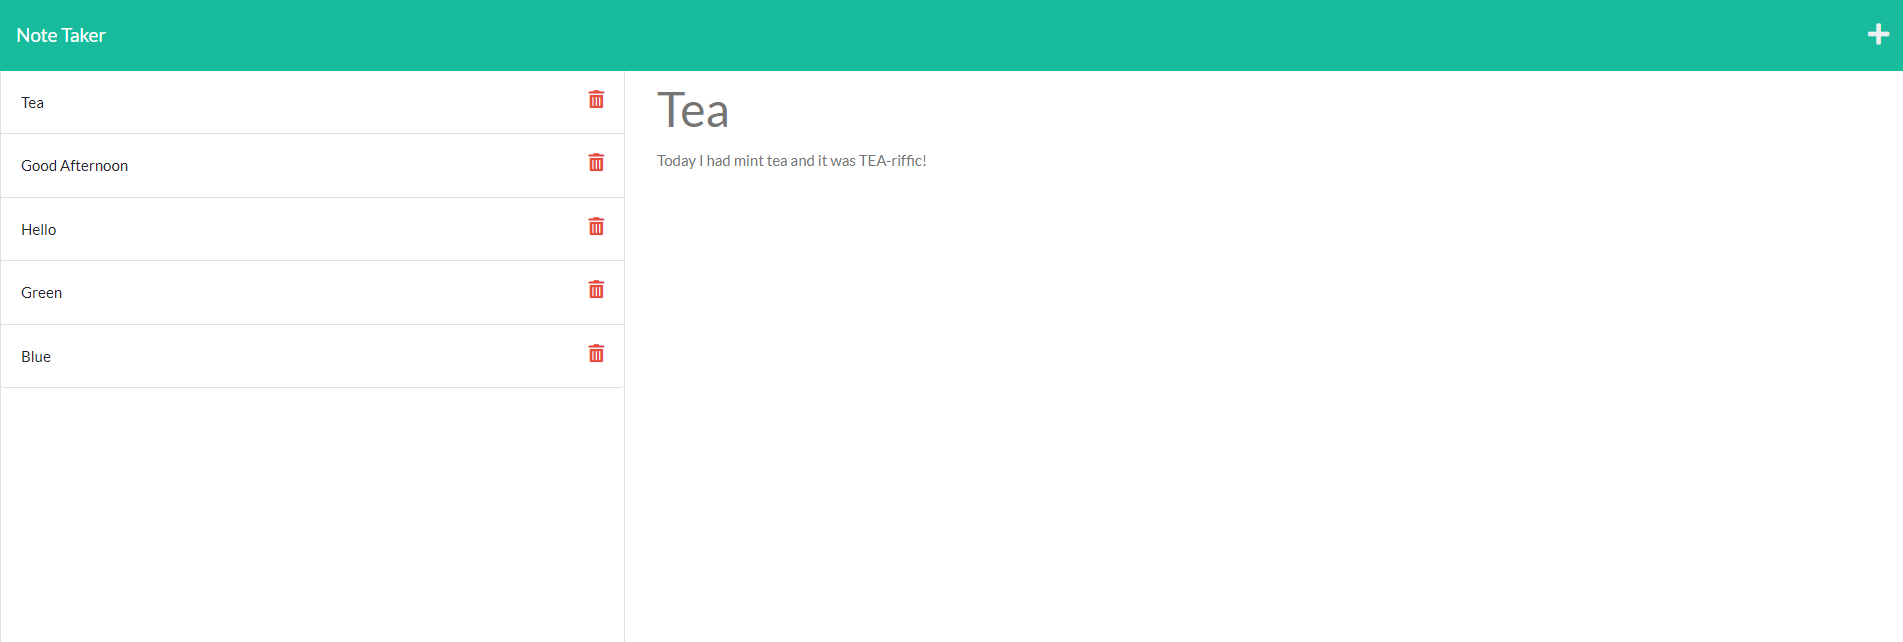 Note Taker
Tea
Good Afternoon
Hello
Green
Blue
Tea
Today I had mint tea and it was TEA-riffic!